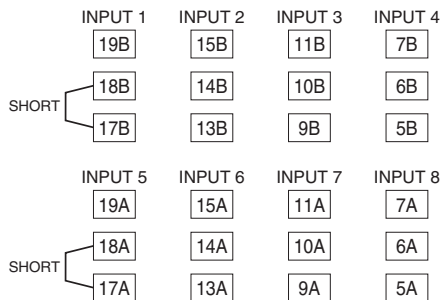 INPUT 1 INPUT 2 INPUT 3 INPUT 4
19B 15B 11B 7B
18B 14B 10B 6B
SHORT
17B 13B 9B 5B
INPUT 5 INPUT 6 INPUT 7 INPUT 8
19A 15A 11A 7A
18A 14A 10A 6A
SHORT
17A 13A 9A 5A